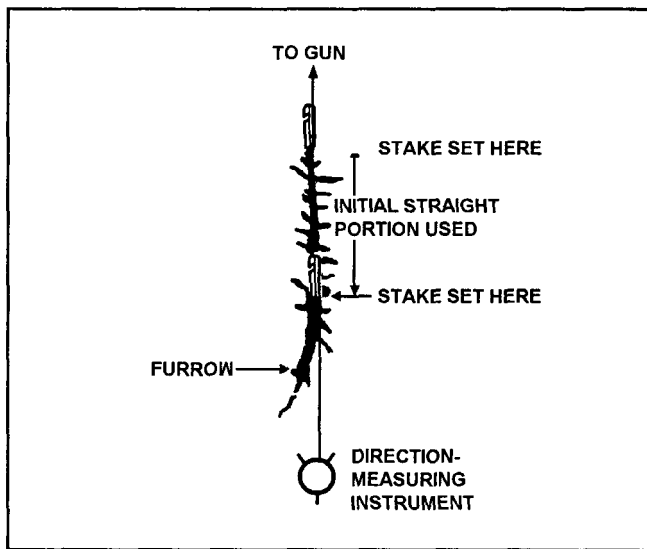 TO GUN
STAKE SET HERE
INITIAL STRAIGHT
PORTION USED
STAKE SET HERE
FURROW
DIRECTION-
MEASURING
INSTRUMENT